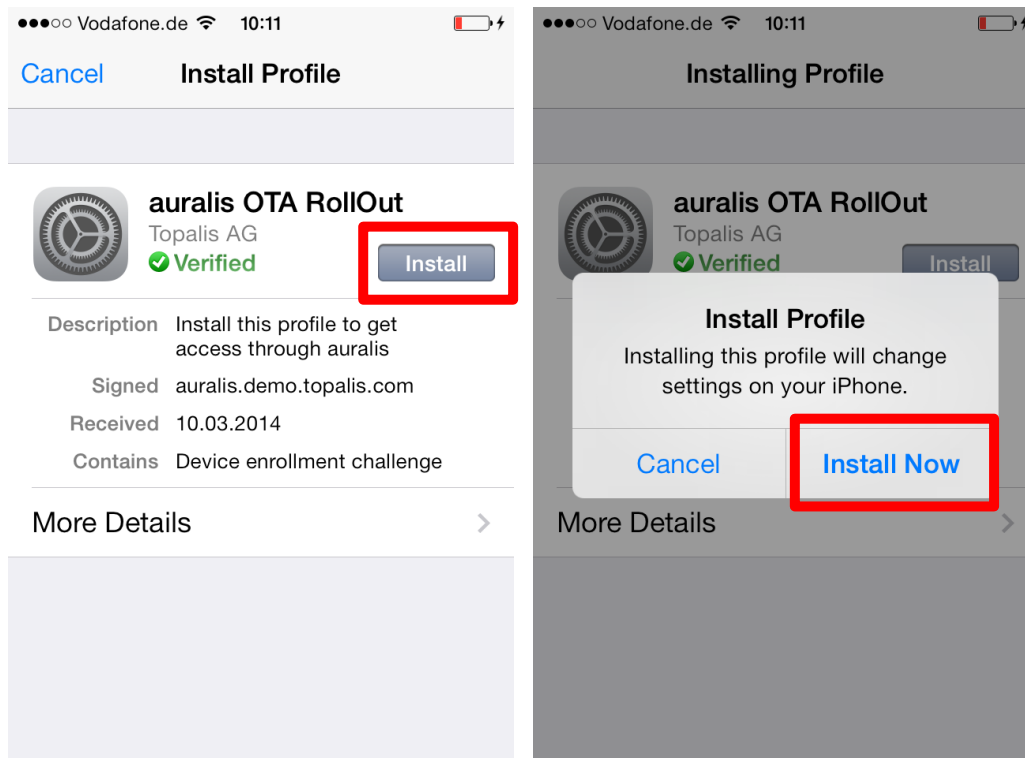 Vodafone.de 10:11
Cancel Install Profile
auralis OTA RollOut
Topalis AG
Verified
Install
Description Install this profile to get
access through auralis
Signed auralis.demo.topalis.com
Received 10.03.2014
Contains Device enrollment challenge
More Details
Vodafone.de 10:11
Installing Profile
auralis OTA RollOut
Topalis AG
Verified
Install
Install Profile
Installing this profile will change
settings on your iPhone.
Cancel Install Now
More Details